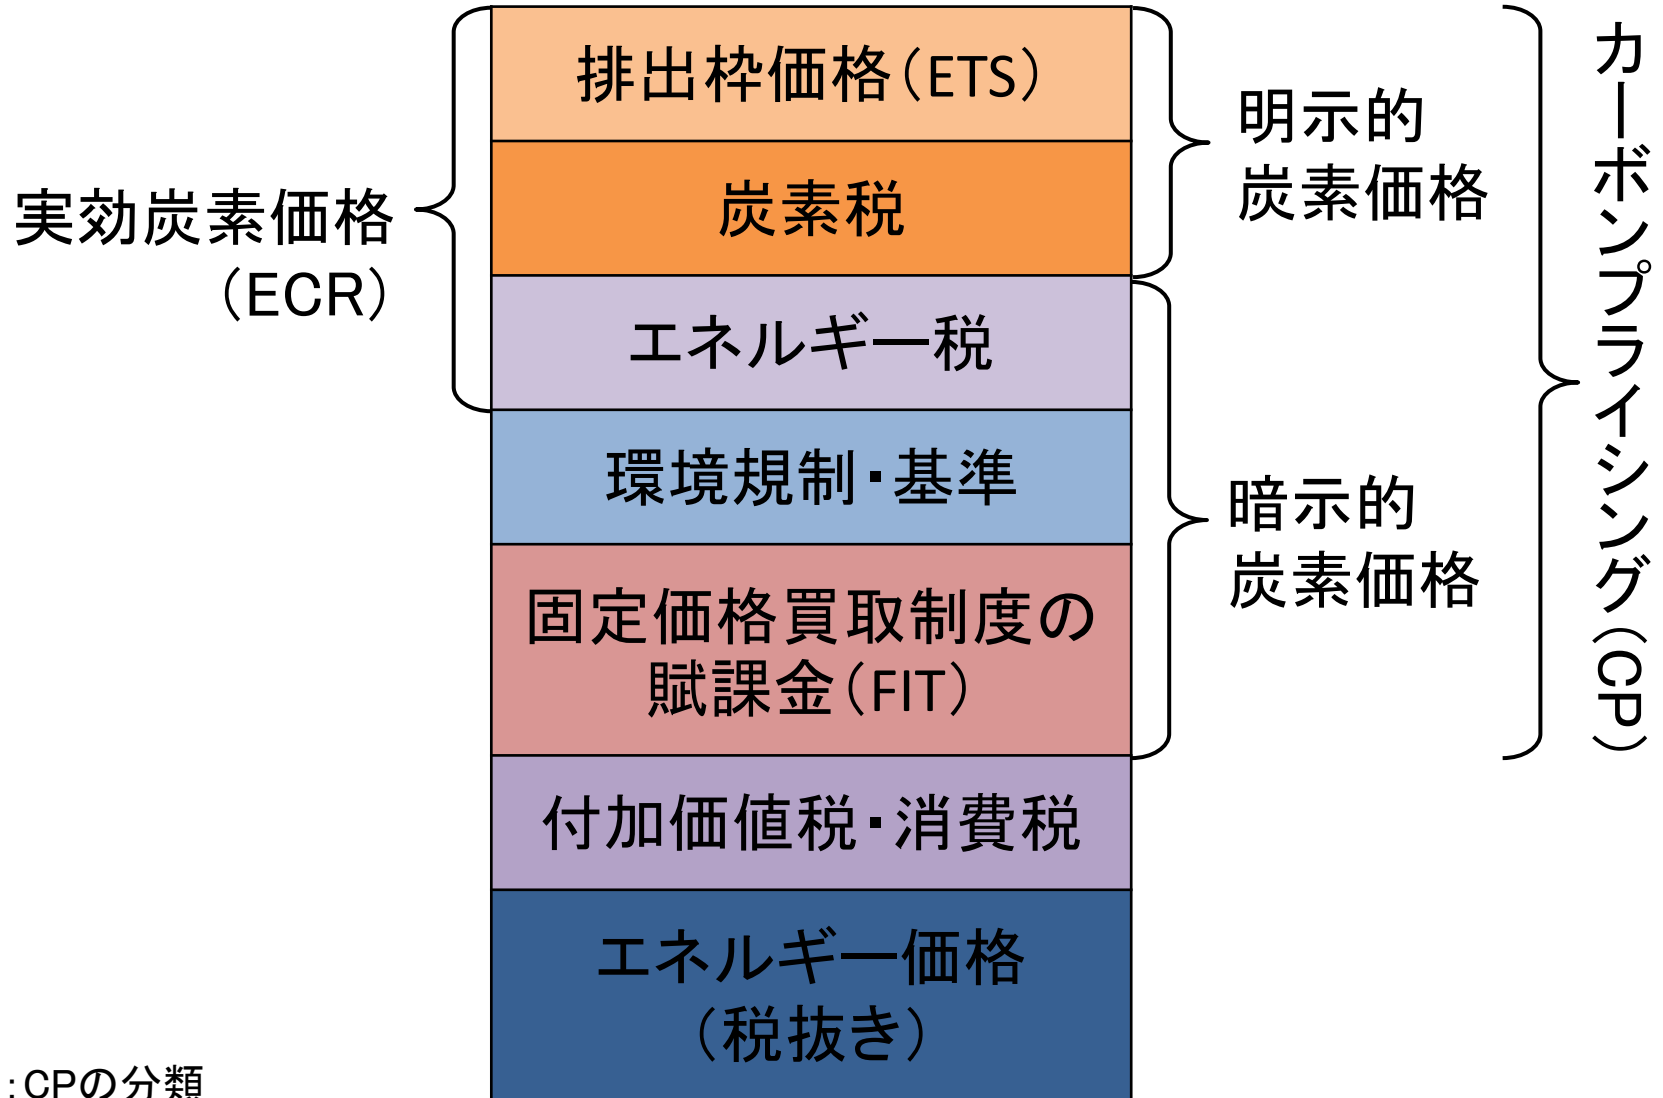 排出枠価格（ETS）
炭素税
エネルギー税
環境規制・基準
固定価格買取制度の
賦課金（FIT）
付加価値税・消費税
エネルギー価格
（税抜き）
実効炭素価格
（ECR）
明示的
炭素価格
暗示的
炭素価格
カーボンプライシング（CP）
：CPの分類